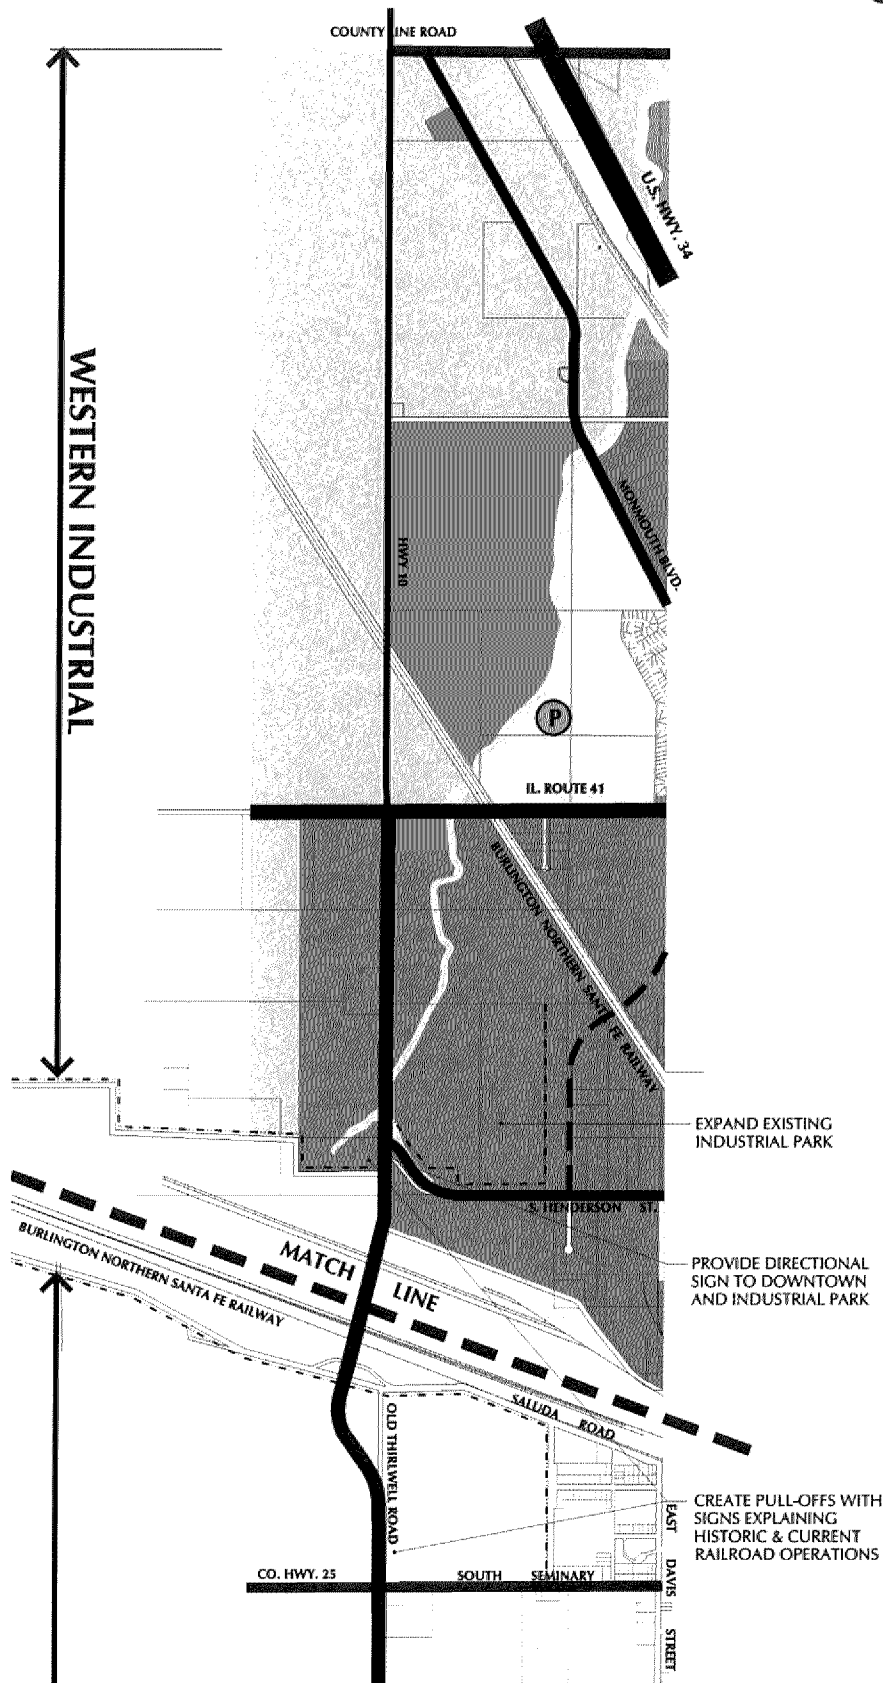 COUNTY LINE ROAD
U.S. HWY. 34
WESTERN INDUSTRIAL
MONMOUTH BLVD.
HWY 10
P
IL. ROUTE 41
BURLINGTON NORTHERN SANTA FE RAILWAY
EXPAND EXISTING
INDUSTRIAL PARK
S. HENDERSON ST.
PROVIDE DIRECTIONAL
SIGN TO DOWNTOWN
AND INDUSTRIAL PARK
MATCH LINE
BURLINGTON NORTHERN SANTA FE RAILWAY
SALUDA ROAD
OLD THIRLWELL ROAD
CREATE PULL-OFFS WITH
SIGNS EXPLAINING
HISTORIC & CURRENT
RAILROAD OPERATIONS
EAST DAVIS STREET
CO. HWY. 25
SOUTH SEMINARY